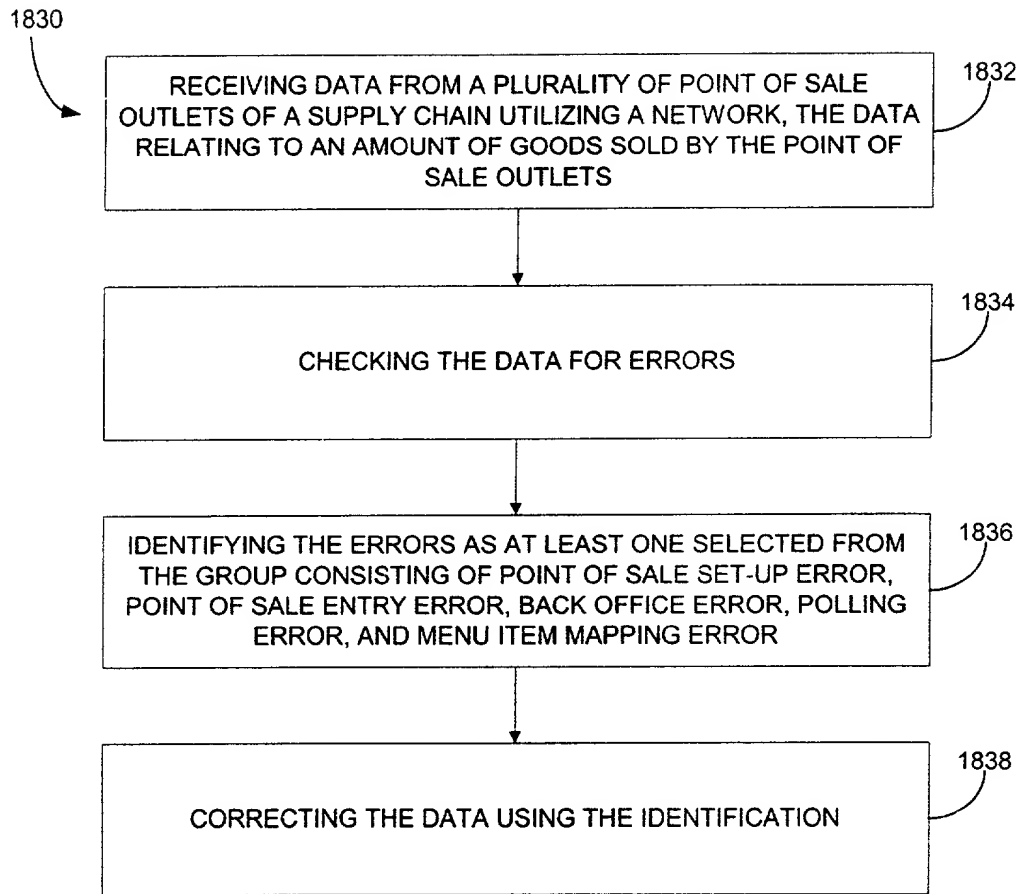 1830
RECEIVING DATA FROM A PLURALITY OF POINT OF SALE
OUTLETS OF A SUPPLY CHAIN UTILIZING A NETWORK, THE DATA
RELATING TO AN AMOUNT OF GOODS SOLD BY THE POINT OF
SALE OUTLETS
1832
CHECKING THE DATA FOR ERRORS
1834
IDENTIFYING THE ERRORS AS AT LEAST ONE SELECTED FROM
THE GROUP CONSISTING OF POINT OF SALE SET-UP ERROR,
POINT OF SALE ENTRY ERROR, BACK OFFICE ERROR, POLLING
ERROR, AND MENU ITEM MAPPING ERROR
1836
CORRECTING THE DATA USING THE IDENTIFICATION
1838